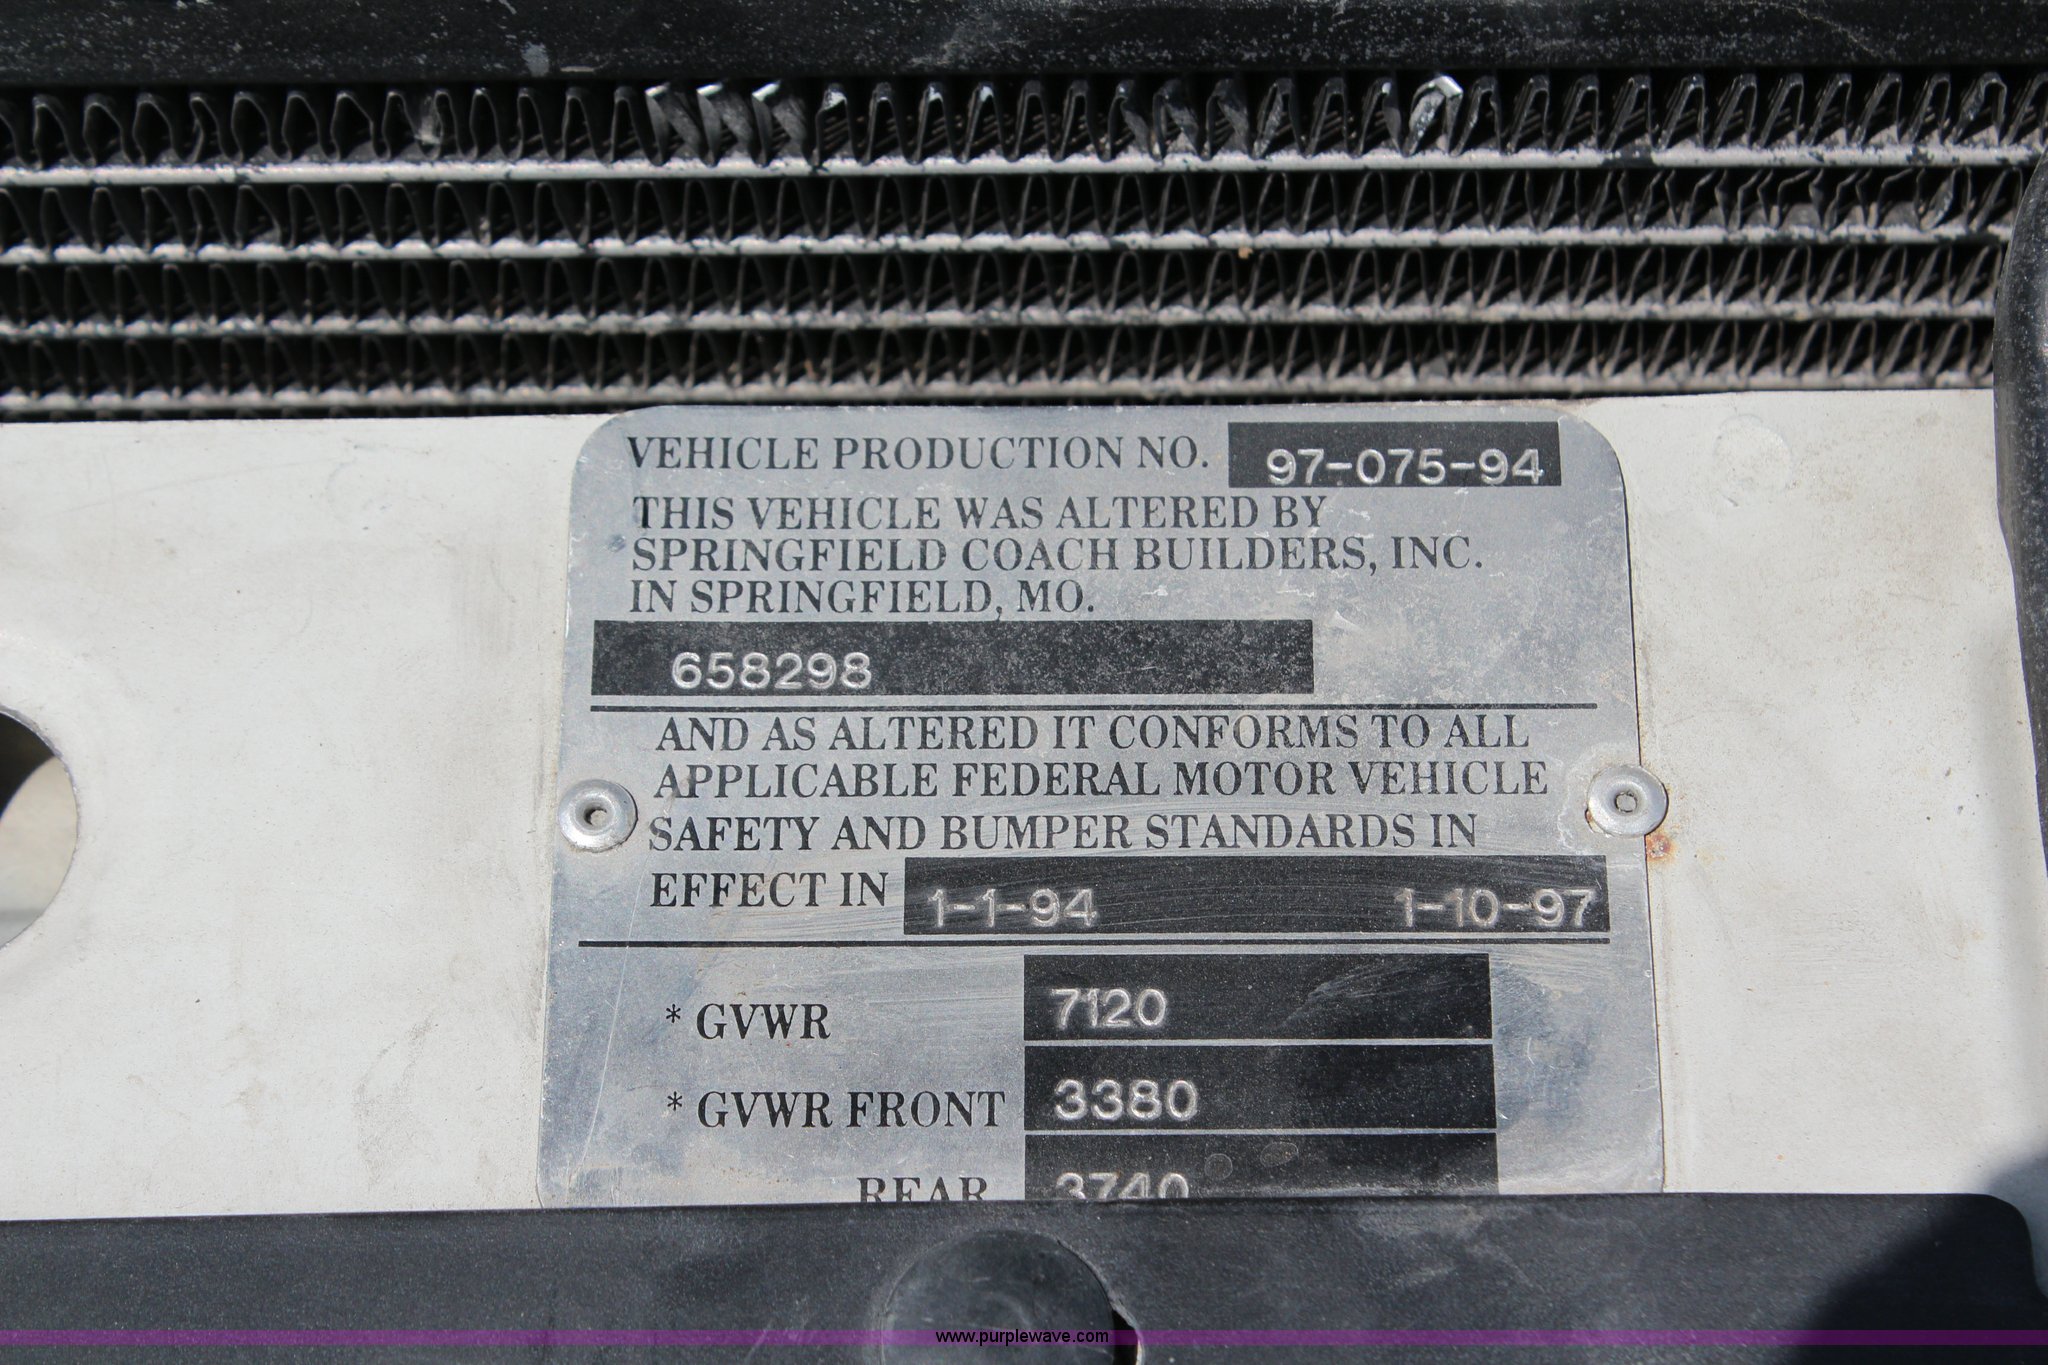 VEHICLE PRODUCTION NO. 97-075-94
THIS VEHICLE WAS ALTERED BY
SPRINGFIELD COACH BUILDERS, INC.
IN SPRINGFIELD, MO.
658298
AND AS ALTERED IT CONFORMS TO ALL
APPLICABLE FEDERAL MOTOR VEHICLE
SAFETY AND BUMPER STANDARDS IN
EFFECT IN 1-1-94 1-10-97
* GVWR 7120
* GVWR FRONT 3380
REAR 3740
www.purplewave.com